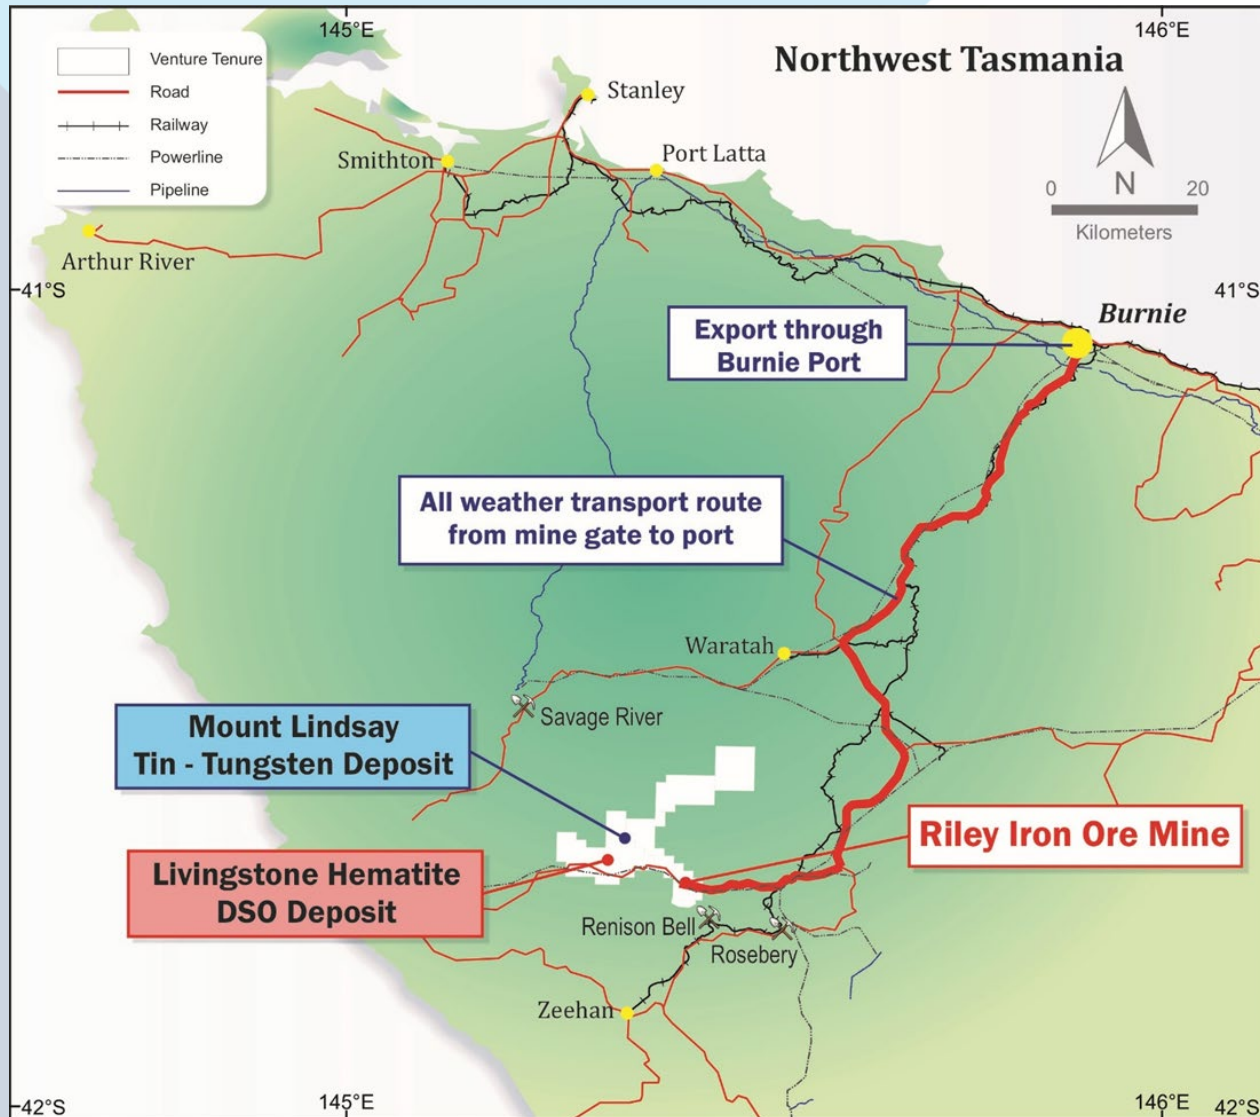 145°E
146°E
Northwest Tasmania
Venture Tenure
Road
Railway
Powerline
Pipeline
Stanley
Smithton
Port Latta
0 N 20
Kilometers
Arthur River
41°S
41°S
Burnie
Export through
Burnie Port
All weather transport route
from mine gate to port
Waratah
Savage River
Mount Lindsay
Tin - Tungsten Deposit
Riley Iron Ore Mine
Livingstone Hematite
DSO Deposit
Renison Bell
Rosebery
Zeehan
42°S
145°E
146°E
42°S